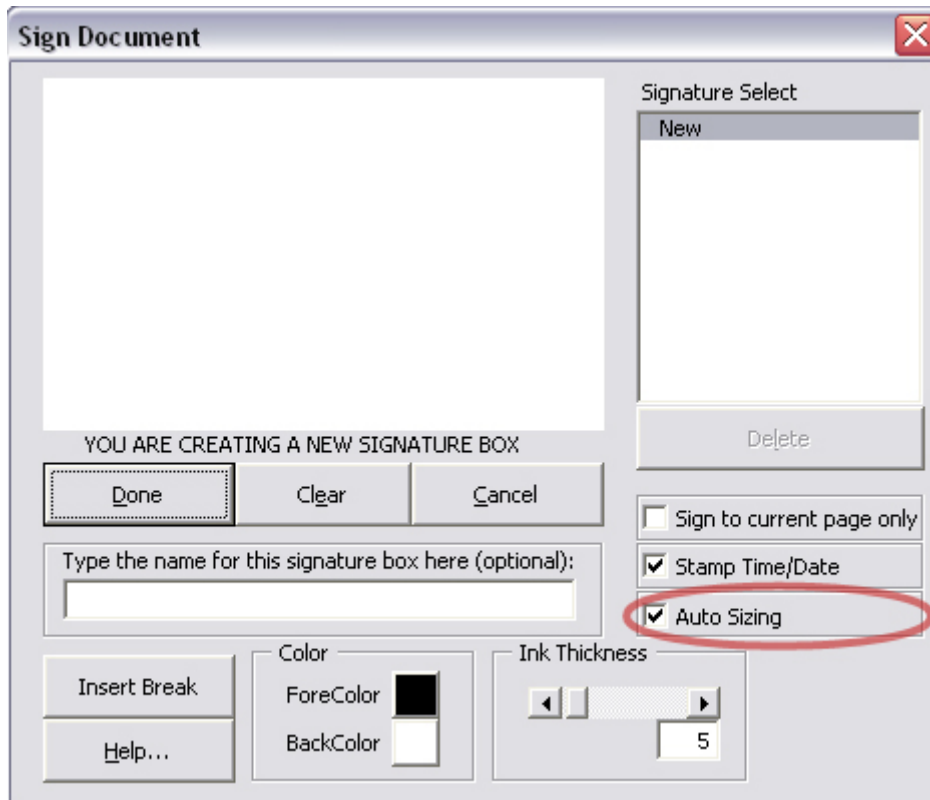 Sign Document
Signature Select
New
YOU ARE CREATING A NEW SIGNATURE BOX
Delete
Done
Clear
Cancel
Sign to current page only
Type the name for this signature box here (optional):
Stamp Time/Date
Auto Sizing
Insert Break
Help...
Color
ForeColor
BackColor
Ink Thickness
5